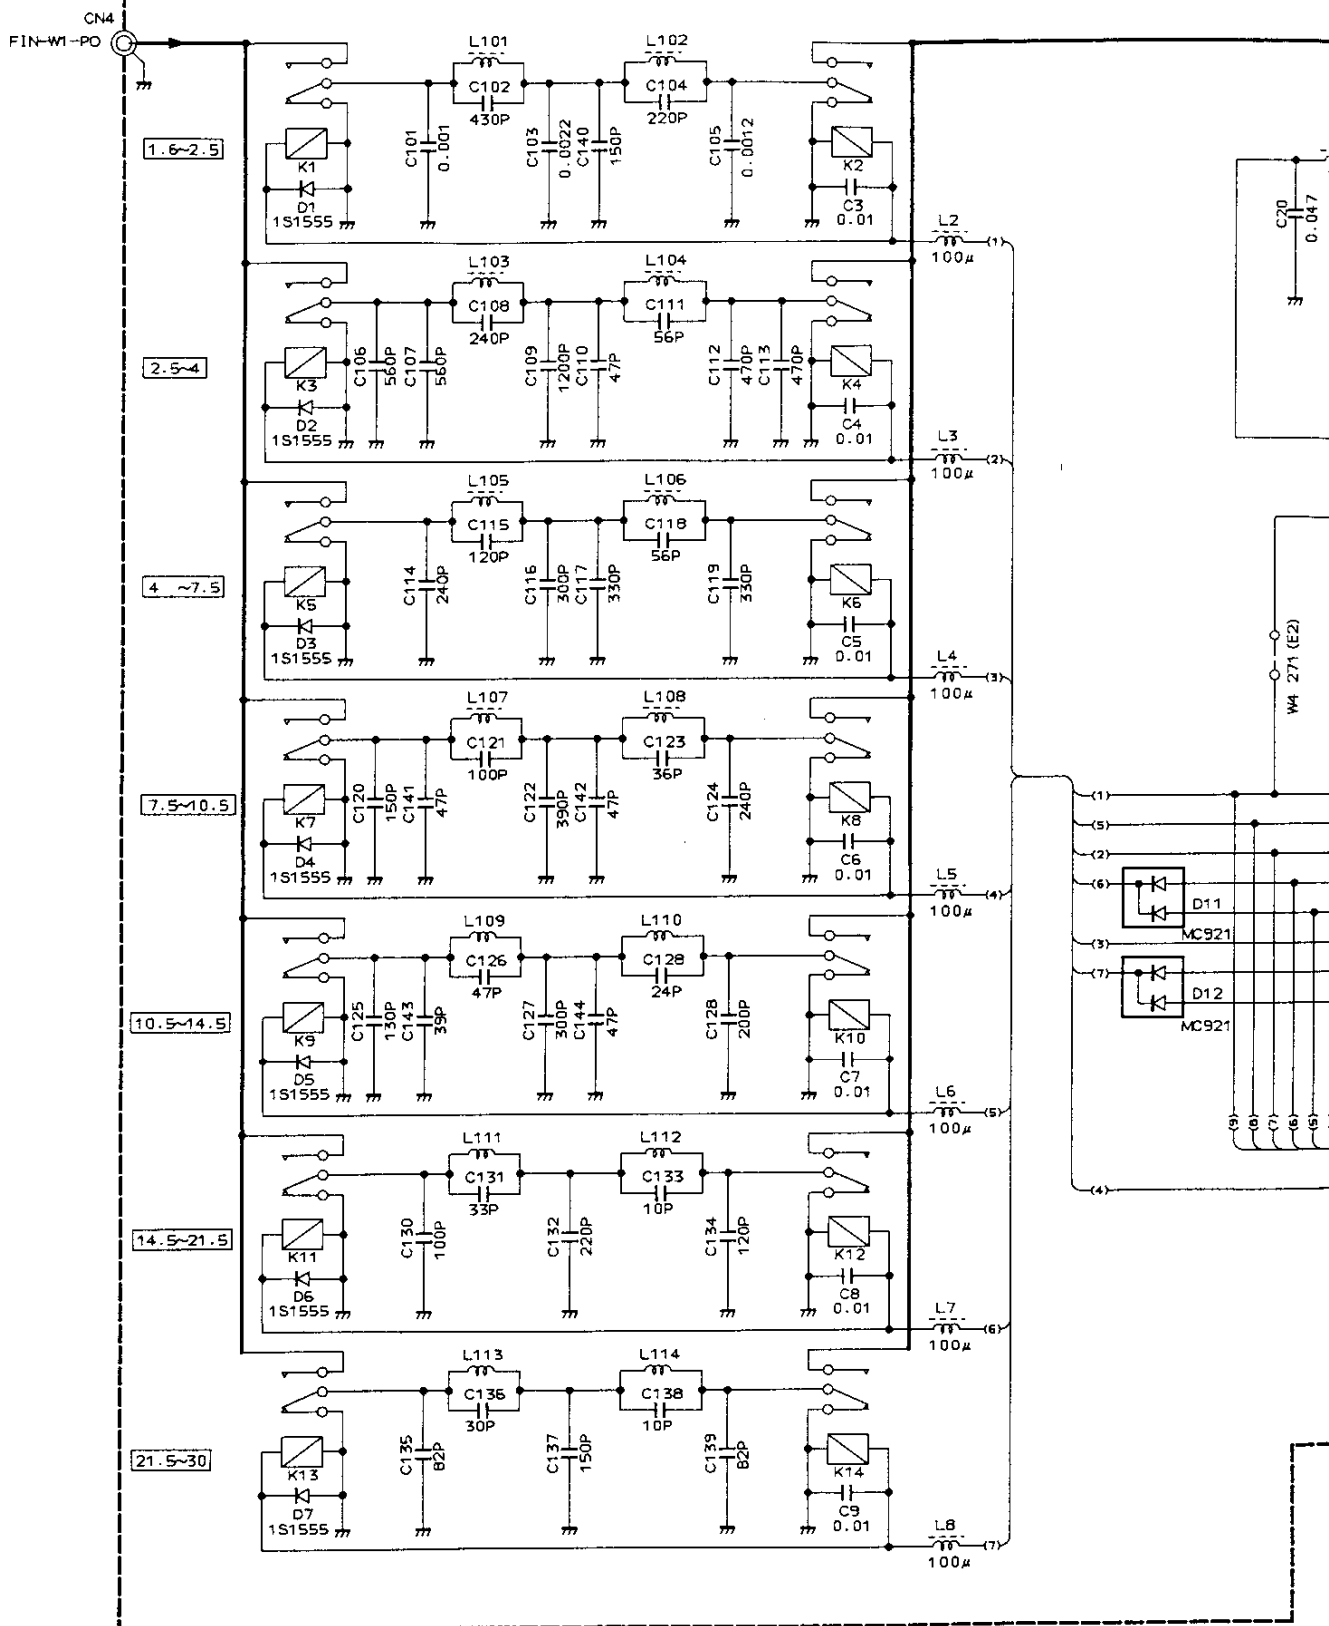 CN4
FIN-W1-PO
1.6~2.5
L101
C102
430P
L102
C104
220P
C101
0.001
C103
0.0022
C140
150P
C105
0.0012
K1
D1
1S1555
K2
C3
0.01
L2
100μ
(1)
C20
0.047
2.5~4
L103
C108
240P
L104
C111
56P
C106
560P
C107
560P
C109
1200P
C110
47P
C112
470P
C113
470P
K3
D2
1S1555
K4
C4
0.01
L3
100μ
(2)
4 ~7.5
L105
C115
120P
L106
C118
56P
C114
240P
C116
300P
C117
330P
C119
330P
K5
D3
1S1555
K6
C5
0.01
L4
100μ
(3)
W4 271 (E2)
7.5~10.5
L107
C121
100P
L108
C123
36P
C120
150P
C141
47P
C122
390P
C142
47P
C124
240P
K7
D4
1S1555
K8
C6
0.01
L5
100μ
(4)
(1)
(5)
(2)
(6)
D11
MC921
(3)
(7)
D12
MC921
(9)
(8)
(7)
(6)
(5)
(4)
10.5~14.5
L109
C126
47P
L110
C128
24P
C125
130P
C143
39P
C127
300P
C144
47P
C128
200P
K9
D5
1S1555
K10
C7
0.01
L6
100μ
(5)
14.5~21.5
L111
C131
33P
L112
C133
10P
C130
100P
C132
220P
C134
120P
K11
D6
1S1555
K12
C8
0.01
L7
100μ
(6)
21.5~30
L113
C136
30P
L114
C138
10P
C135
82P
C137
150P
C139
82P
K13
D7
1S1555
K14
C9
0.01
L8
100μ
(7)